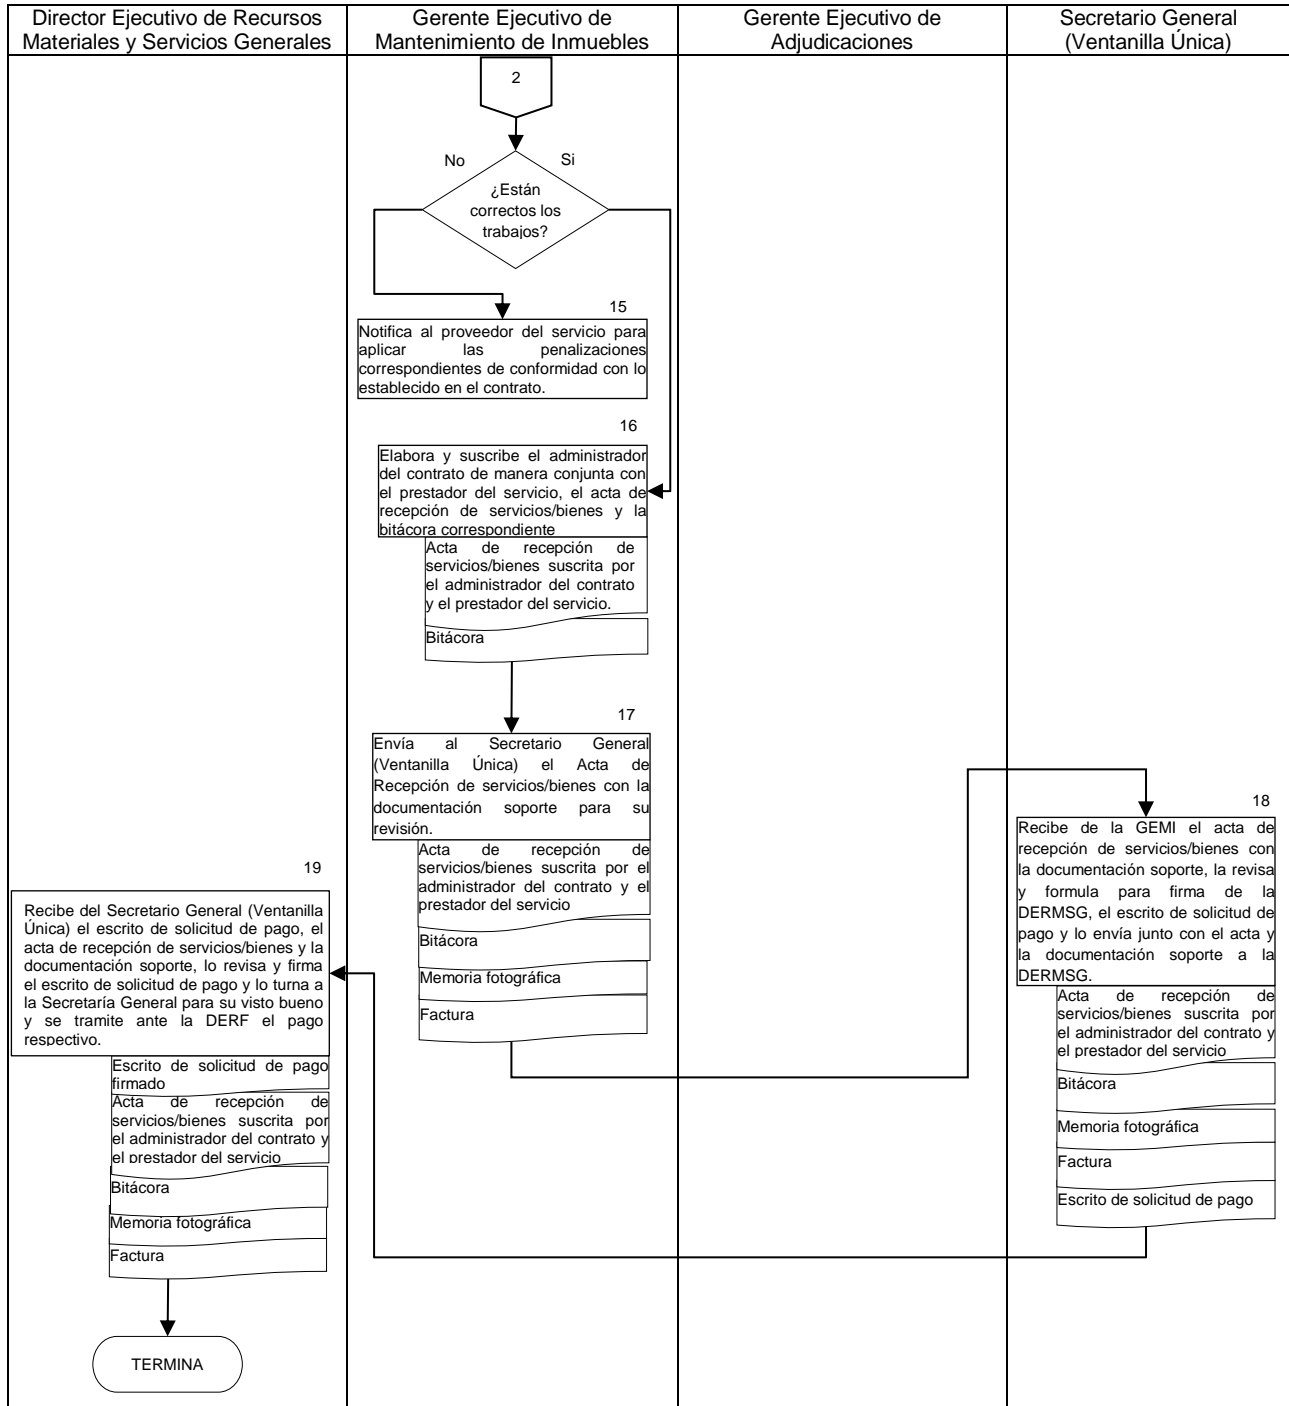 Director Ejecutivo de Recursos
Materiales y Servicios Generales
Gerente Ejecutivo de
Mantenimiento de Inmuebles
Gerente Ejecutivo de
Adjudicaciones
Secretario General
(Ventanilla Única)
2
No
Si
¿Están
correctos los
trabajos?
15
Notifica al proveedor del servicio para
aplicar las penalizaciones
correspondientes de conformidad con lo
establecido en el contrato.
16
Elabora y suscribe el administrador
del contrato de manera conjunta con
el prestador del servicio, el acta de
recepción de servicios/bienes y la
bitácora correspondiente
Acta de recepción de
servicios/bienes suscrita por
el administrador del contrato
y el prestador del servicio.
Bitácora
17
Envía al Secretario General
(Ventanilla Única) el Acta de
Recepción de servicios/bienes con la
documentación soporte para su
revisión.
Acta de recepción de
servicios/bienes suscrita por el
administrador del contrato y el
prestador del servicio
Bitácora
Memoria fotográfica
Factura
18
Recibe de la GEMI el acta de
recepción de servicios/bienes con
la documentación soporte, la revisa
y formula para firma de la
DERMSG, el escrito de solicitud de
pago y lo envía junto con el acta y
la documentación soporte a la
DERMSG.
Acta de recepción de
servicios/bienes suscrita por
el administrador del contrato y
el prestador del servicio
Bitácora
Memoria fotográfica
Factura
Escrito de solicitud de pago
19
Recibe del Secretario General (Ventanilla
Única) el escrito de solicitud de pago, el
acta de recepción de servicios/bienes y la
documentación soporte, lo revisa y firma
el escrito de solicitud de pago y lo turna a
la Secretaría General para su visto bueno
y se tramite ante la DERF el pago
respectivo.
Escrito de solicitud de pago
firmado
Acta de recepción de
servicios/bienes suscrita por
el administrador del contrato y
el prestador del servicio
Bitácora
Memoria fotográfica
Factura
TERMINA